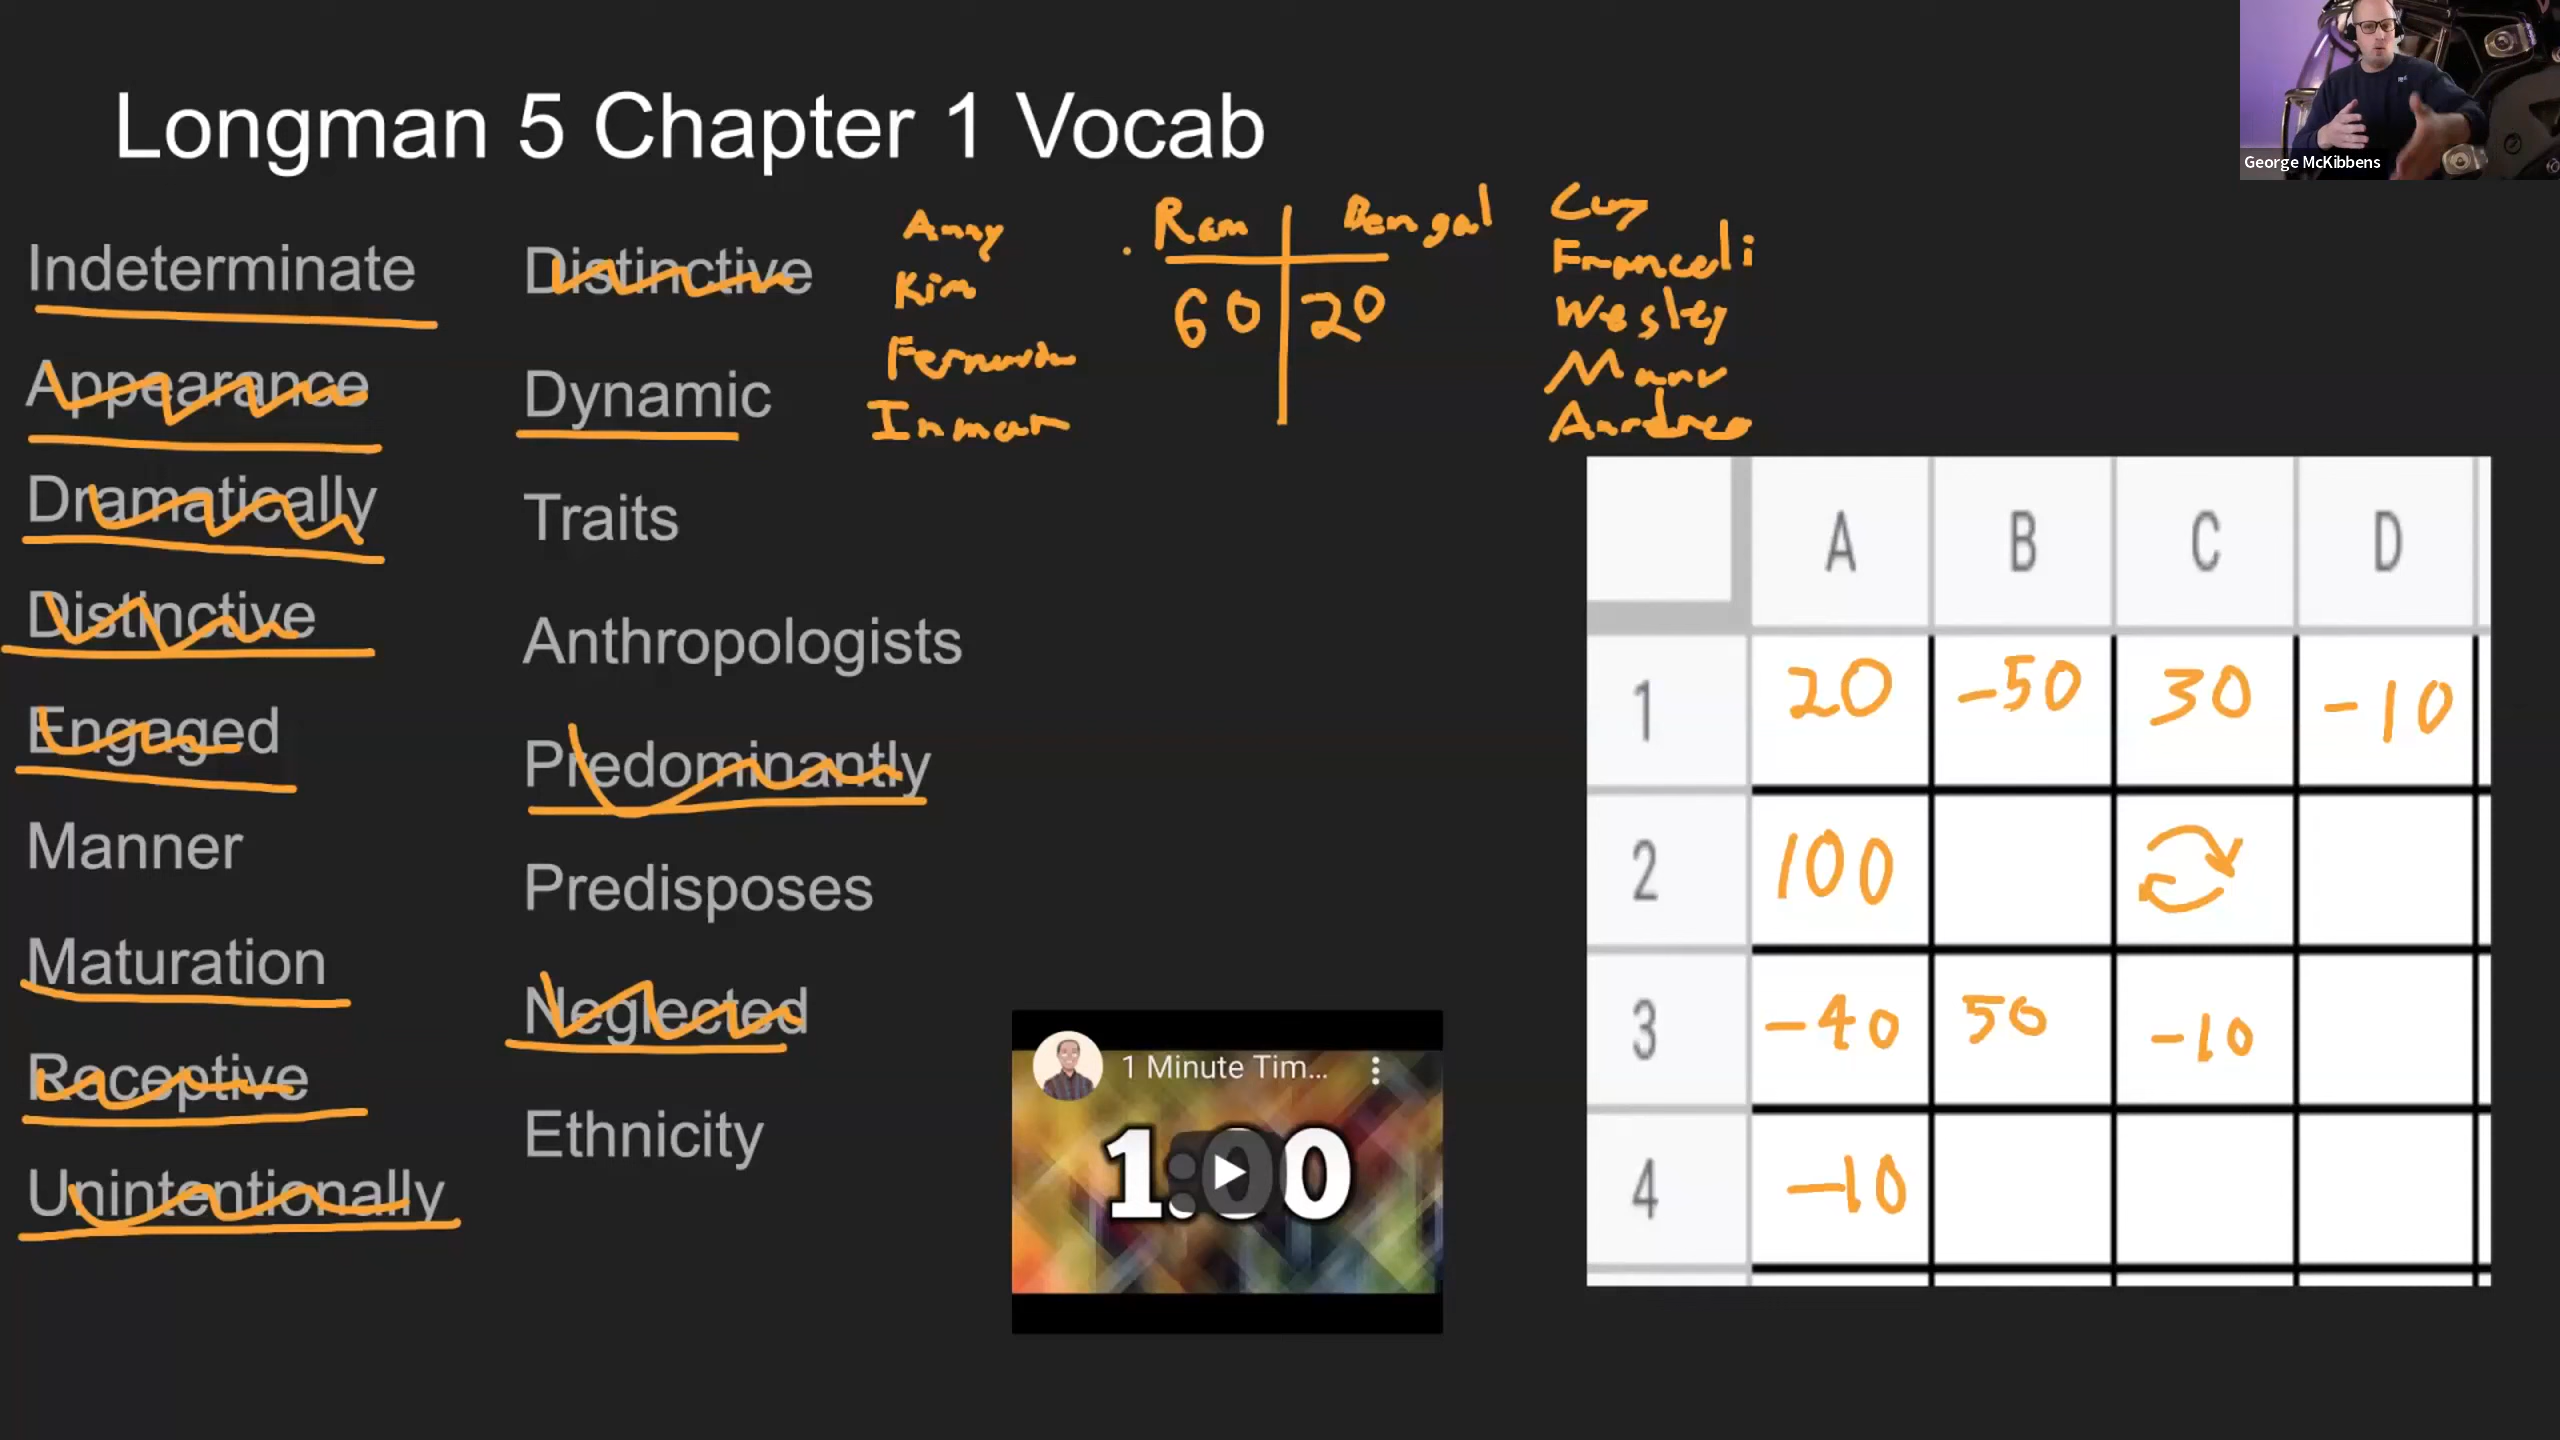 Longman 5 Chapter 1 Vocab
George McKibbens
Indeterminate
Appearance
Dramatically
Distinctive
Engaged
Manner
Maturation
Receptive
Unintentionally
Distinctive
Dynamic
Traits
Anthropologists
Predominantly
Predisposes
Neglected
Ethnicity
Anny
Kim
Inman
Ram Bengal
60 20
Franceli
Wesley
1 Minute Tim...
1:00
A B C D
1 20 -50 30 -10
2 100
3 -40 50 -10
4 -10